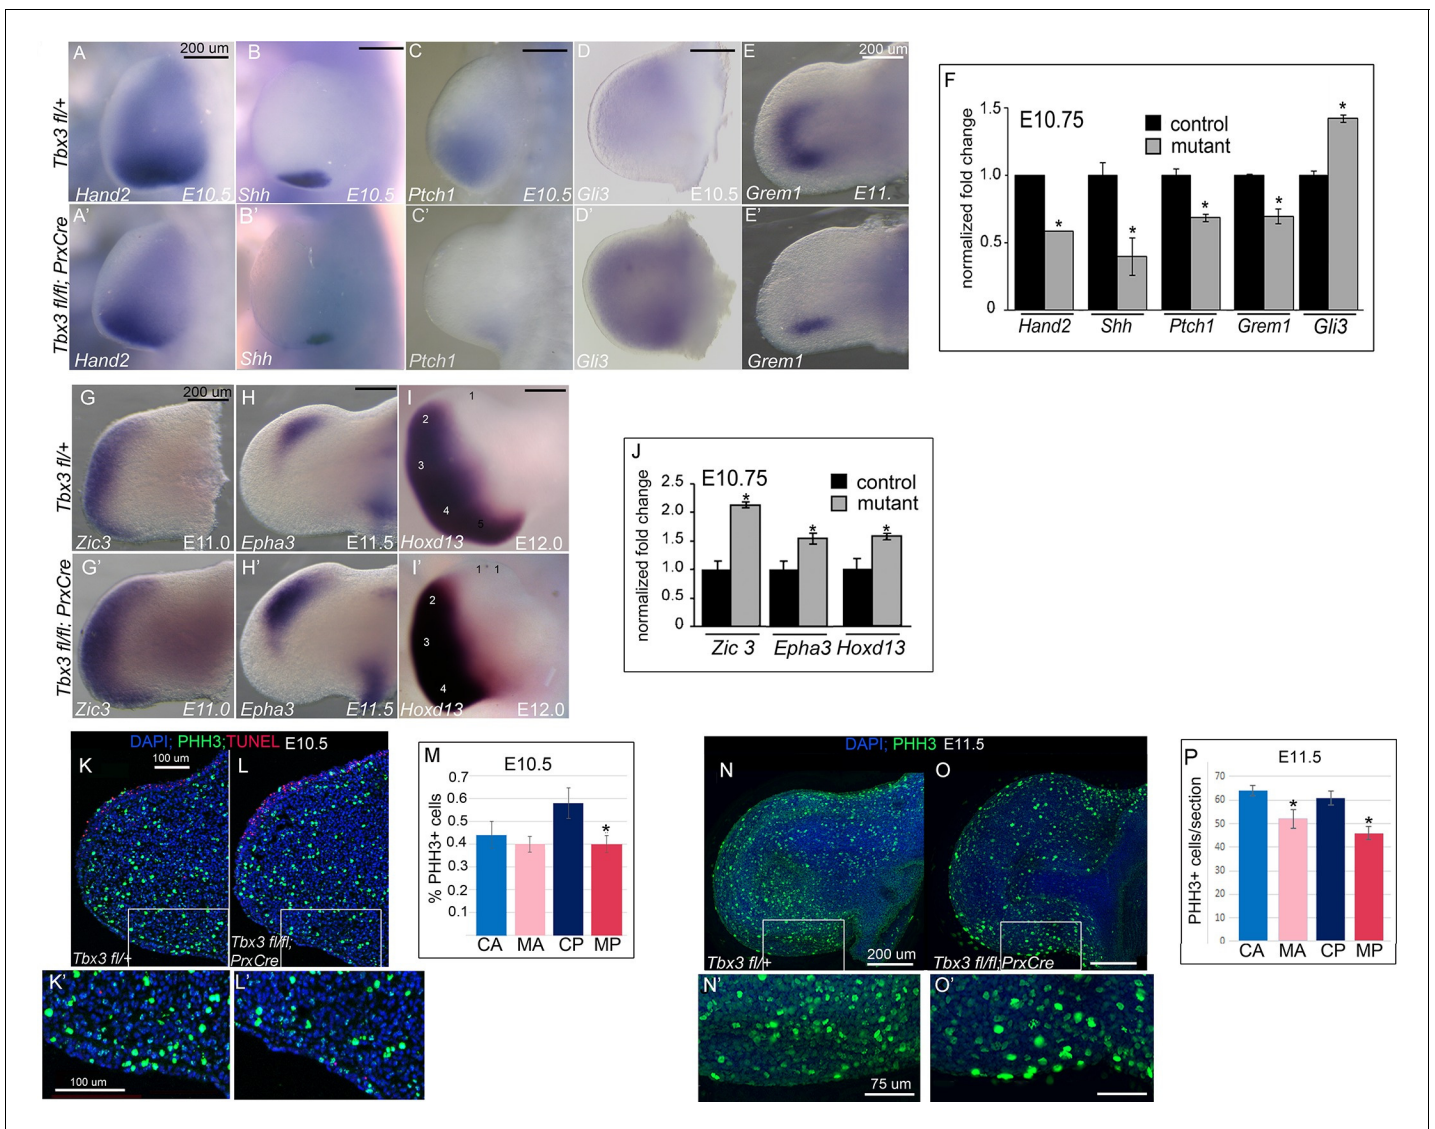 A 200 um B C D E 200 um
Tbx3 fl/+
Hand2 E10.5 Shh E10.5 Ptch1 E10.5 Gli3 E10.5 Grem1 E11.
A' B' C' D' E'
Tbx3 fl/fl; PrxCre
Hand2 Shh Ptch1 Gli3 Grem1
F
E10.75
control
mutant
normalized fold change
1.5
1.0
0.5
0
* * * * *
Hand2 Shh Ptch1 Grem1 Gli3
G 200 um H I
1
2
3
4
5
Tbx3 fl/+
Zic3 E11.0 Epha3 E11.5 Hoxd13 E12.0
G' H' I'
1 1
2
3
4
Tbx3 fl/fl; PrxCre
Zic3 E11.0 Epha3 E11.5 Hoxd13 E12.0
J
E10.75
control
mutant
normalized fold change
2.5
2.0
1.5
1.0
0.5
0
* * *
Zic 3 Epha3 Hoxd13
DAPI; PHH3;TUNEL E10.5
K 100 um L
Tbx3 fl/+
Tbx3 fl/fl;
PrxCre
K' L'
100 um
M
E10.5
% PHH3+ cells
0.7
0.6
0.5
0.4
0.3
0.2
0.1
*
CA MA CP MP
DAPI; PHH3 E11.5
N O
Tbx3 fl/+ 200 um Tbx3 fl/fl;PrxCre
N' O'
75 um
P
E11.5
PHH3+ cells/section
70
60
50
40
30
20
10
0
* *
CA MA CP MP